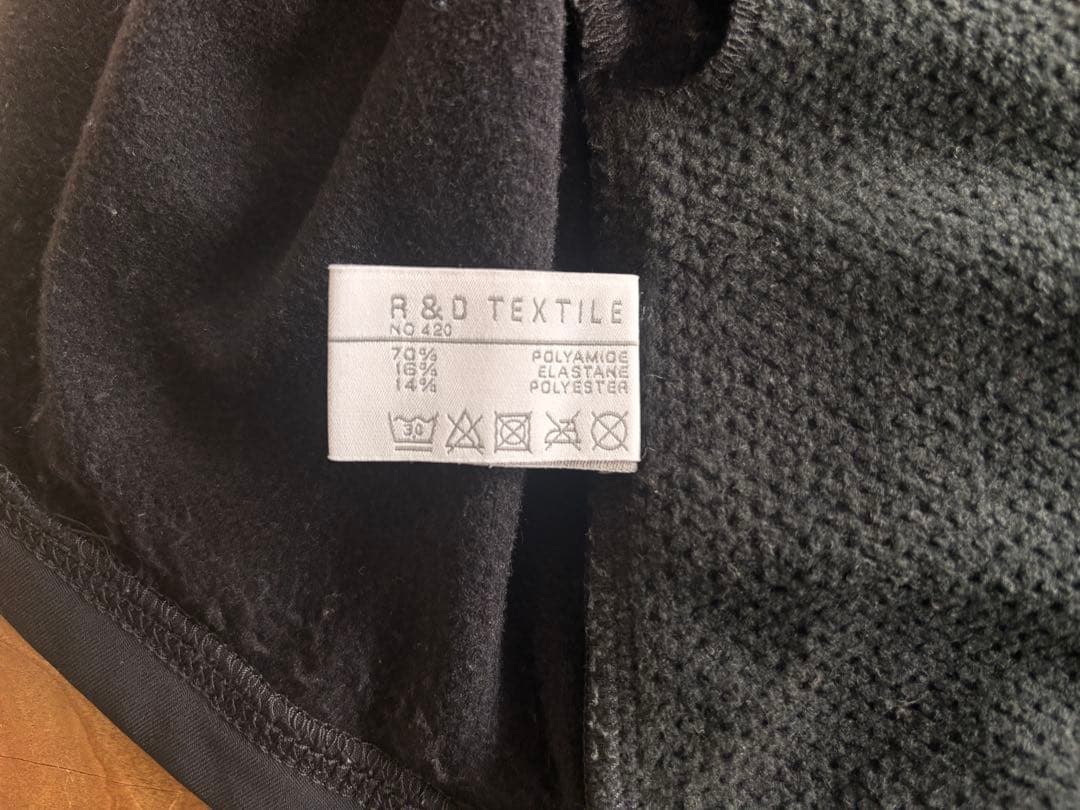 R & D TEXTILE
NO 420
70% POLYAMIDE
16% ELASTANE
14% POLYESTER
30